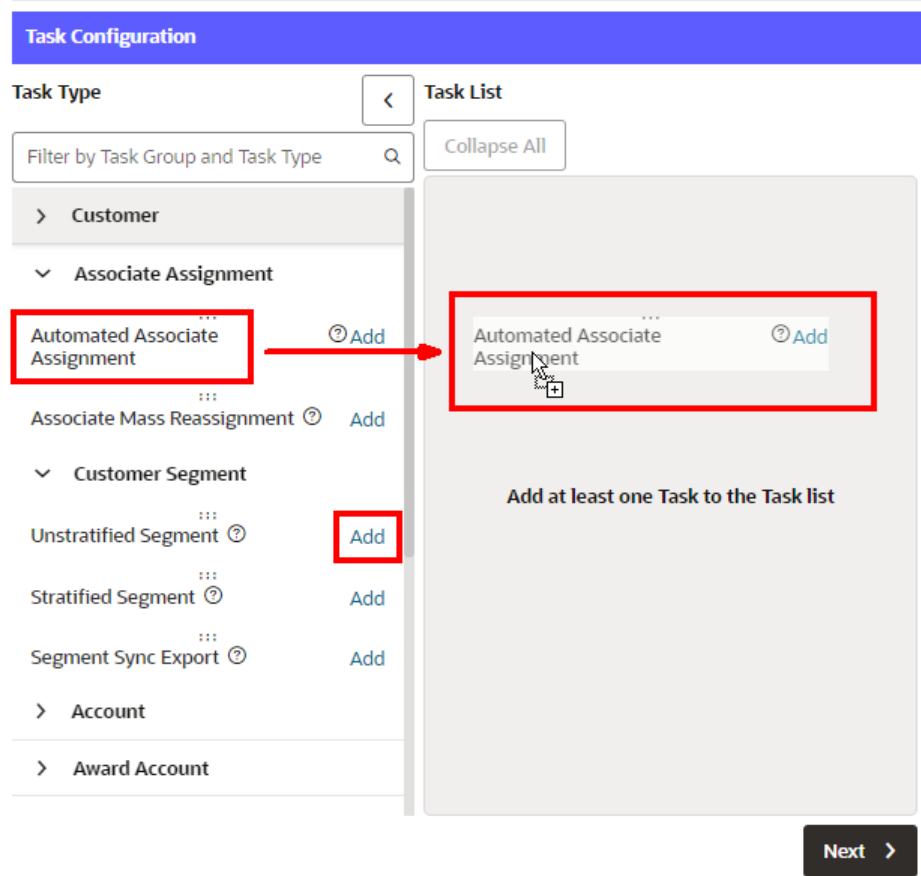 Task Configuration
Task Type
Filter by Task Group and Task Type
Customer
Associate Assignment
Automated Associate Assignment Add
Associate Mass Reassignment Add
Customer Segment
Unstratified Segment Add
Stratified Segment Add
Segment Sync Export Add
Account
Award Account
Task List
Collapse All
Automated Associate Assignment Add
Add at least one Task to the Task list
Next